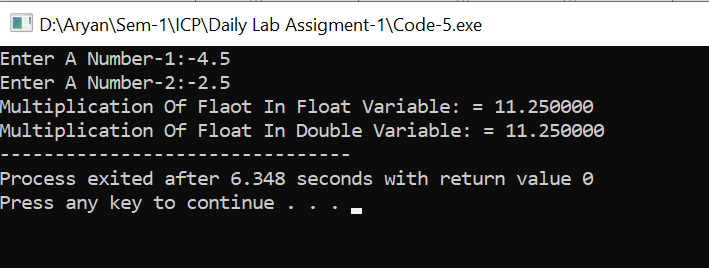 D:\Aryan\Sem-1\ICP\Daily Lab Assigment-1\Code-5.exe
Enter A Number-1:-4.5
Enter A Number-2:-2.5
Multiplication Of Flaot In Float Variable: = 11.250000
Multiplication Of Float In Double Variable: = 11.250000
--------------------------------
Process exited after 6.348 seconds with return value 0
Press any key to continue . . .